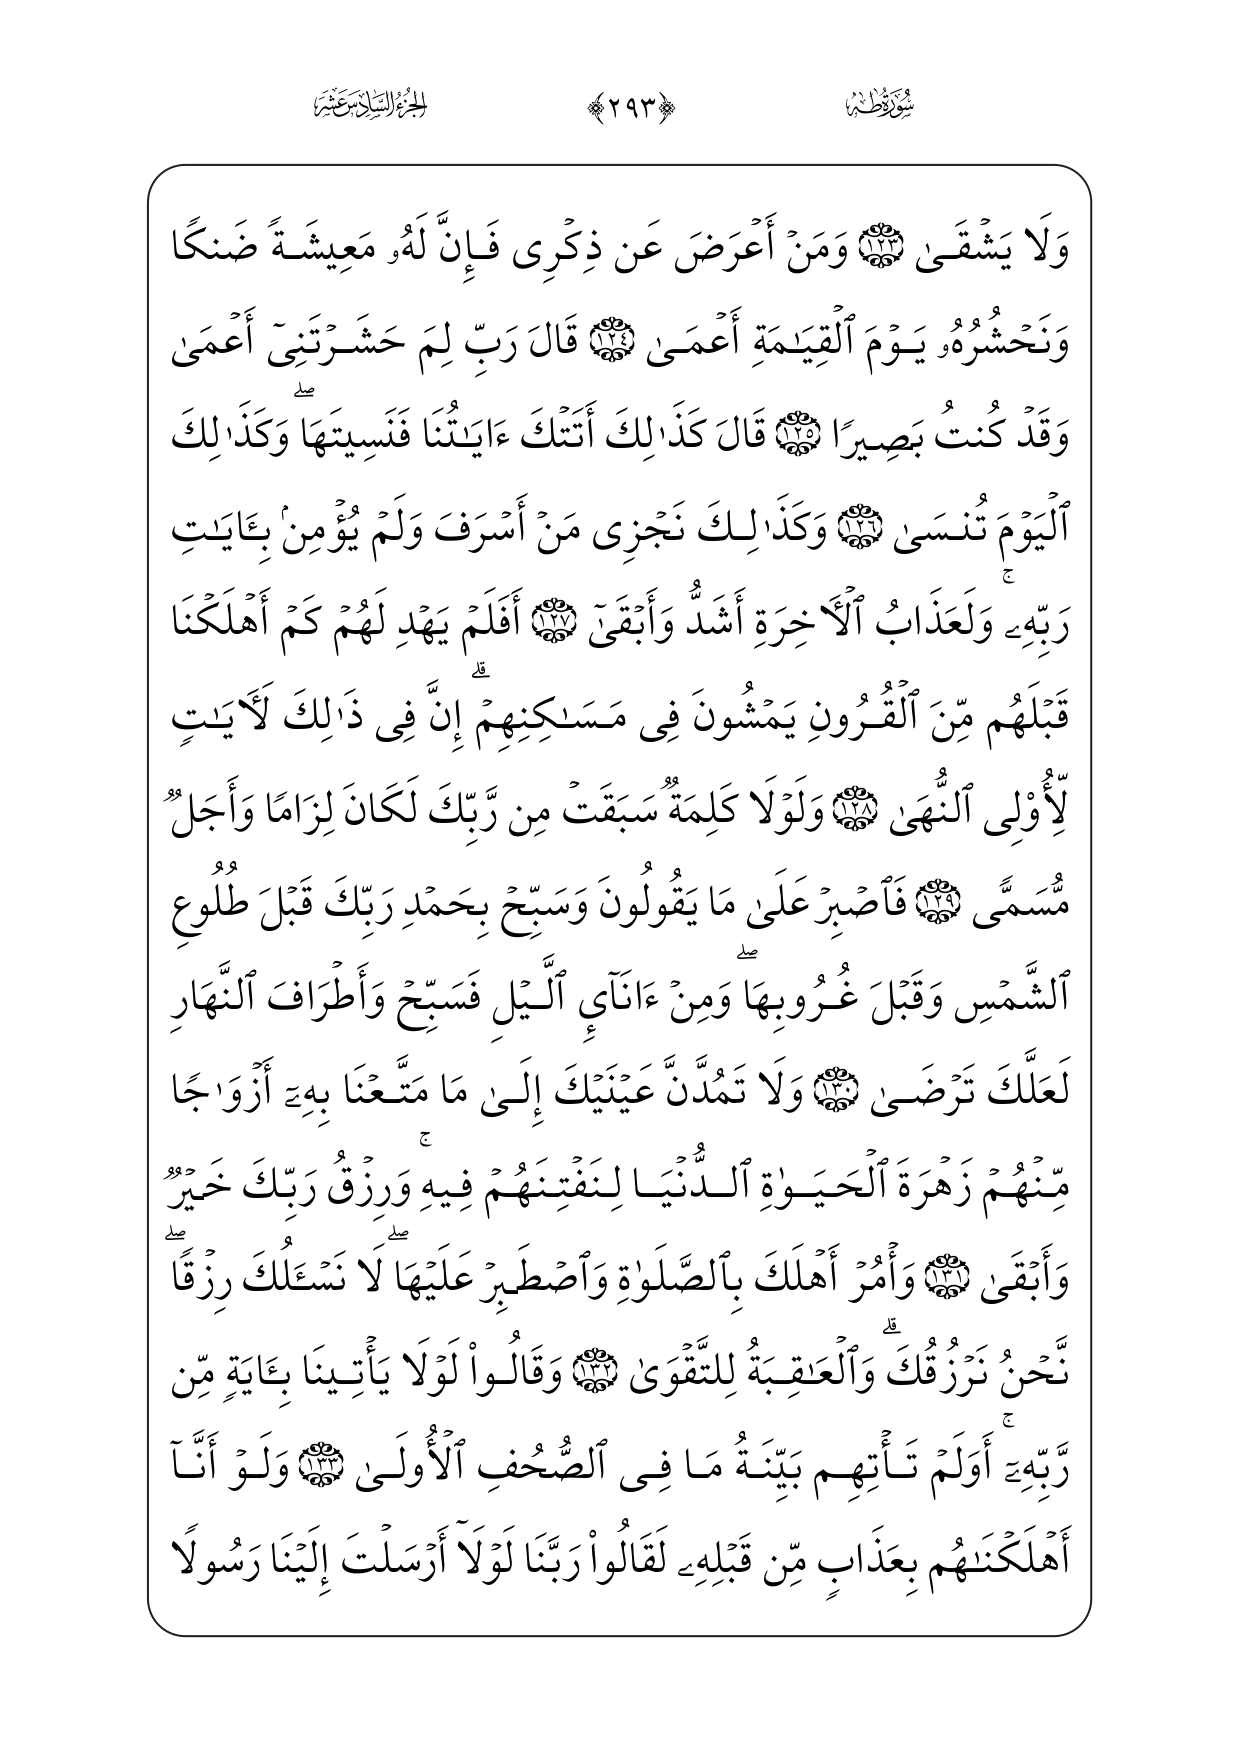 سُورَةُ طه ﴿٢٩٣﴾ الجُزْءُ السَّادِسَ عَشَرَ
وَلَا يَشْقَىٰ ١٢٣ وَمَنْ أَعْرَضَ عَن ذِكْرِى فَإِنَّ لَهُۥ مَعِيشَةً ضَنكًا
وَنَحْشُرُهُۥ يَوْمَ ٱلْقِيَـٰمَةِ أَعْمَىٰ ١٢٤ قَالَ رَبِّ لِمَ حَشَرْتَنِىٓ أَعْمَىٰ
وَقَدْ كُنتُ بَصِيرًا ١٢٥ قَالَ كَذَٰلِكَ أَتَتْكَ ءَايَـٰتُنَا فَنَسِيتَهَا ۖ وَكَذَٰلِكَ
ٱلْيَوْمَ تُنسَىٰ ١٢٦ وَكَذَٰلِكَ نَجْزِى مَنْ أَسْرَفَ وَلَمْ يُؤْمِنۢ بِـَٔايَـٰتِ
رَبِّهِۦ ۚ وَلَعَذَابُ ٱلْـَٔاخِرَةِ أَشَدُّ وَأَبْقَىٰٓ ١٢٧ أَفَلَمْ يَهْدِ لَهُمْ كَمْ أَهْلَكْنَا
قَبْلَهُم مِّنَ ٱلْقُرُونِ يَمْشُونَ فِى مَسَـٰكِنِهِمْ ۗ إِنَّ فِى ذَٰلِكَ لَـَٔايَـٰتٍ
لِّأُو۟لِى ٱلنُّهَىٰ ١٢٨ وَلَوْلَا كَلِمَةٌ سَبَقَتْ مِن رَّبِّكَ لَكَانَ لِزَامًا وَأَجَلٌ
مُّسَمًّى ١٢٩ فَٱصْبِرْ عَلَىٰ مَا يَقُولُونَ وَسَبِّحْ بِحَمْدِ رَبِّكَ قَبْلَ طُلُوعِ
ٱلشَّمْسِ وَقَبْلَ غُرُوبِهَا ۖ وَمِنْ ءَانَآئِ ٱلَّيْلِ فَسَبِّحْ وَأَطْرَافَ ٱلنَّهَارِ
لَعَلَّكَ تَرْضَىٰ ١٣٠ وَلَا تَمُدَّنَّ عَيْنَيْكَ إِلَىٰ مَا مَتَّعْنَا بِهِۦٓ أَزْوَٰجًا
مِّنْهُمْ زَهْرَةَ ٱلْحَيَوٰةِ ٱلدُّنْيَا لِنَفْتِنَهُمْ فِيهِ ۚ وَرِزْقُ رَبِّكَ خَيْرٌ
وَأَبْقَىٰ ١٣١ وَأْمُرْ أَهْلَكَ بِٱلصَّلَوٰةِ وَٱصْطَبِرْ عَلَيْهَا ۖ لَا نَسْـَٔلُكَ رِزْقًا ۖ
نَّحْنُ نَرْزُقُكَ ۗ وَٱلْعَـٰقِبَةُ لِلتَّقْوَىٰ ١٣٢ وَقَالُوا۟ لَوْلَا يَأْتِينَا بِـَٔايَةٍ مِّن
رَّبِّهِۦٓ ۚ أَوَلَمْ تَأْتِهِم بَيِّنَةُ مَا فِى ٱلصُّحُفِ ٱلْأُولَىٰ ١٣٣ وَلَوْ أَنَّآ
أَهْلَكْنَـٰهُم بِعَذَابٍ مِّن قَبْلِهِۦ لَقَالُوا۟ رَبَّنَا لَوْلَآ أَرْسَلْتَ إِلَيْنَا رَسُولًا